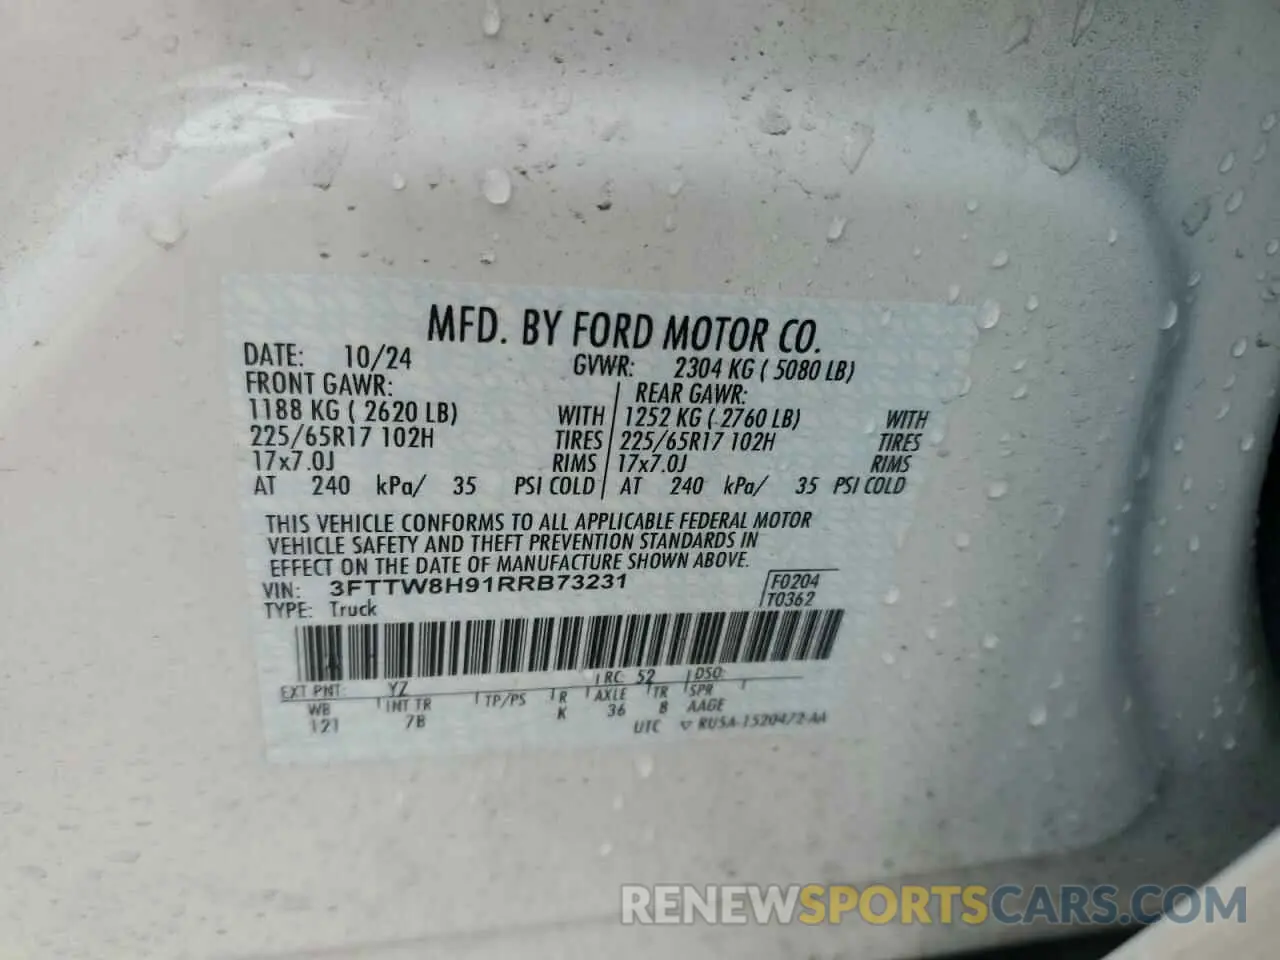 MFD. BY FORD MOTOR CO.
DATE: 10/24 GVWR: 2304 KG ( 5080 LB)
FRONT GAWR: REAR GAWR:
1188 KG ( 2620 LB) WITH 1252 KG ( 2760 LB) WITH
225/65R17 102H TIRES 225/65R17 102H TIRES
17x7.0J RIMS 17x7.0J RIMS
AT 240 kPa/ 35 PSI COLD AT 240 kPa/ 35 PSI COLD
THIS VEHICLE CONFORMS TO ALL APPLICABLE FEDERAL MOTOR
VEHICLE SAFETY AND THEFT PREVENTION STANDARDS IN
EFFECT ON THE DATE OF MANUFACTURE SHOWN ABOVE.
VIN: 3FTTW8H91RRB73231 F0204
TYPE: Truck T0362
EXT PNT: YZ RC: 52 DSO:
WB INT TR TP/PS R AXLE TR SPR
121 7B K 36 8 AAGE
UTC ▽ RU5A-1520472-AA
RENEWSPORTSCARS.COM